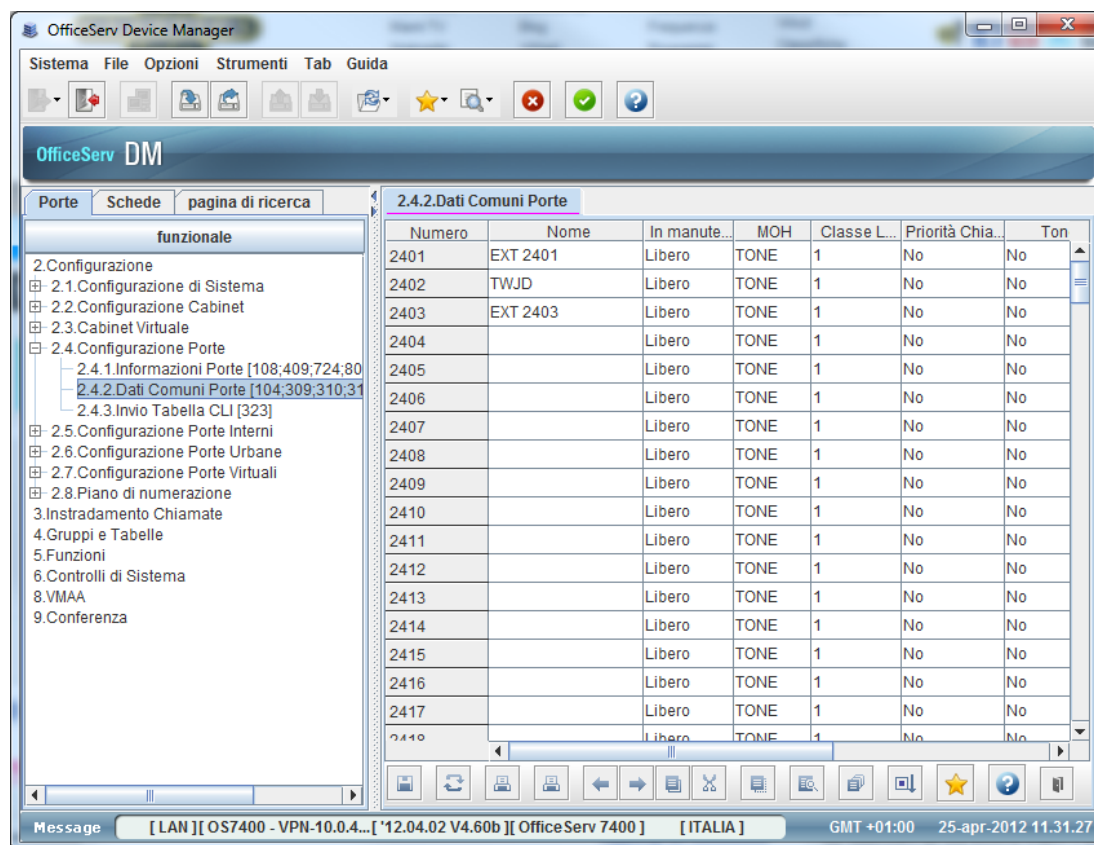 OfficeServ Device Manager
Sistema File Opzioni Strumenti Tab Guida
OfficeServ DM
Porte Schede pagina di ricerca
funzionale
2.Configurazione
2.1.Configurazione di Sistema
2.2.Configurazione Cabinet
2.3.Cabinet Virtuale
2.4.Configurazione Porte
2.4.1.Informazioni Porte [108;409;724;80
2.4.2.Dati Comuni Porte [104;309;310;31
2.4.3.Invio Tabella CLI [323]
2.5.Configurazione Porte Interni
2.6.Configurazione Porte Urbane
2.7.Configurazione Porte Virtuali
2.8.Piano di numerazione
3.Instradamento Chiamate
4.Gruppi e Tabelle
5.Funzioni
6.Controlli di Sistema
8.VMAA
9.Conferenza
2.4.2.Dati Comuni Porte
Numero Nome In manute... MOH Classe L... Priorità Chia... Ton
2401 EXT 2401 Libero TONE 1 No No
2402 TWJD Libero TONE 1 No No
2403 EXT 2403 Libero TONE 1 No No
2404 Libero TONE 1 No No
2405 Libero TONE 1 No No
2406 Libero TONE 1 No No
2407 Libero TONE 1 No No
2408 Libero TONE 1 No No
2409 Libero TONE 1 No No
2410 Libero TONE 1 No No
2411 Libero TONE 1 No No
2412 Libero TONE 1 No No
2413 Libero TONE 1 No No
2414 Libero TONE 1 No No
2415 Libero TONE 1 No No
2416 Libero TONE 1 No No
2417 Libero TONE 1 No No
2418 Libero TONE 1 No No
Message [ LAN ][ OS7400 - VPN-10.0.4...[ '12.04.02 V4.60b ][ OfficeServ 7400 ] [ ITALIA ] GMT +01:00 25-apr-2012 11.31.27